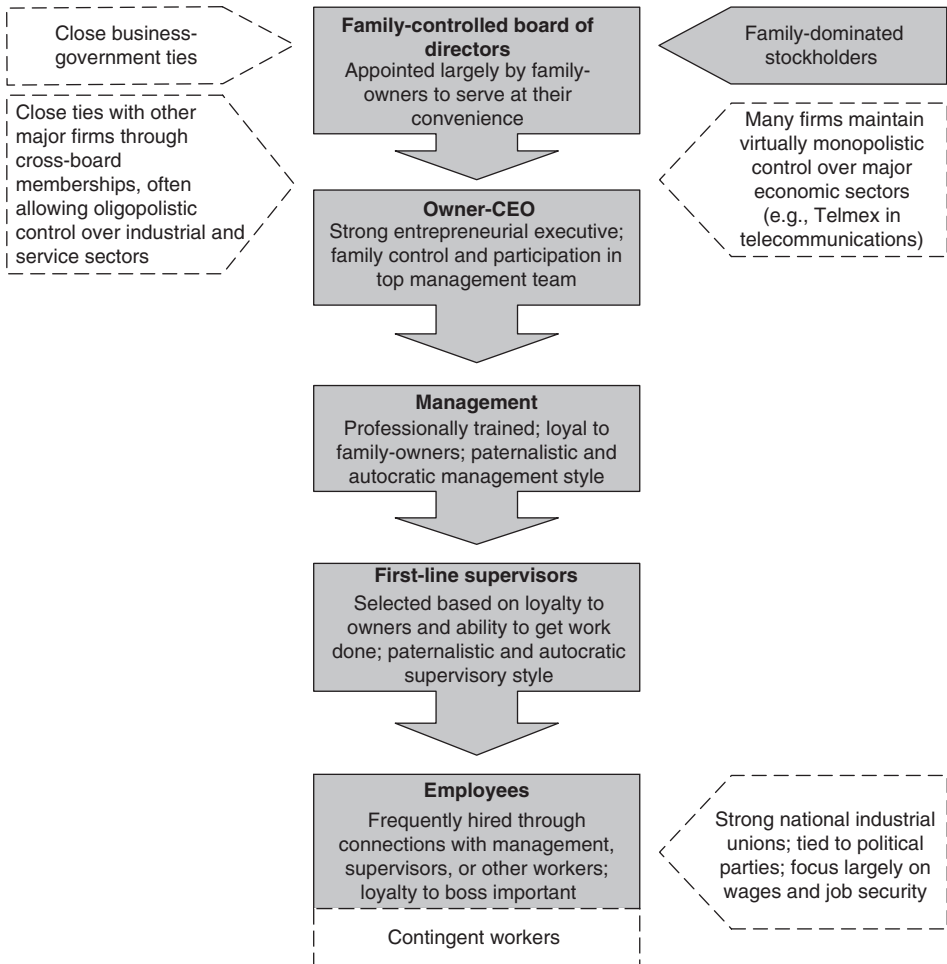 Close business-
government ties
Family-controlled board of
directors
Appointed largely by family-
owners to serve at their
convenience
Family-dominated
stockholders
Close ties with other
major firms through
cross-board
memberships, often
allowing oligopolistic
control over industrial and
service sectors
Many firms maintain
virtually monopolistic
control over major
economic sectors
(e.g., Telmex in
telecommunications)
Owner-CEO
Strong entrepreneurial executive;
family control and participation in
top management team
Management
Professionally trained; loyal to
family-owners; paternalistic and
autocratic management style
First-line supervisors
Selected based on loyalty to
owners and ability to get work
done; paternalistic and autocratic
supervisory style
Employees
Frequently hired through
connections with management,
supervisors, or other workers;
loyalty to boss important
Strong national industrial
unions; tied to political
parties; focus largely on
wages and job security
Contingent workers